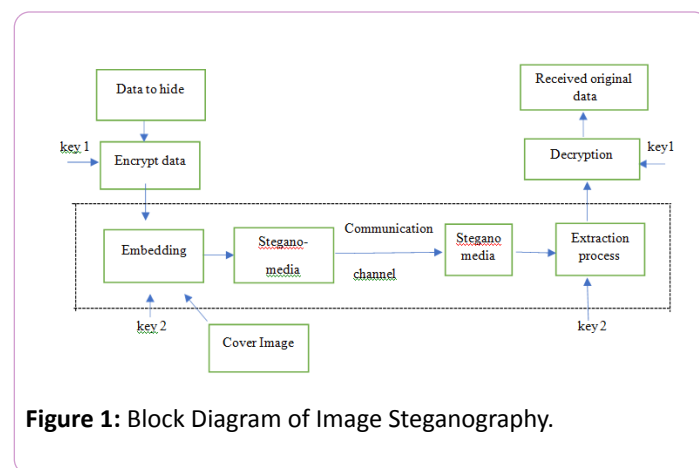 Data to hide
Received original
data
key 1
Encrypt data
Decryption
key1
Embedding
Stegano-
media
Communication
channel
Stegano
media
Extraction
process
key 2
Cover Image
key 2
Figure 1: Block Diagram of Image Steganography.